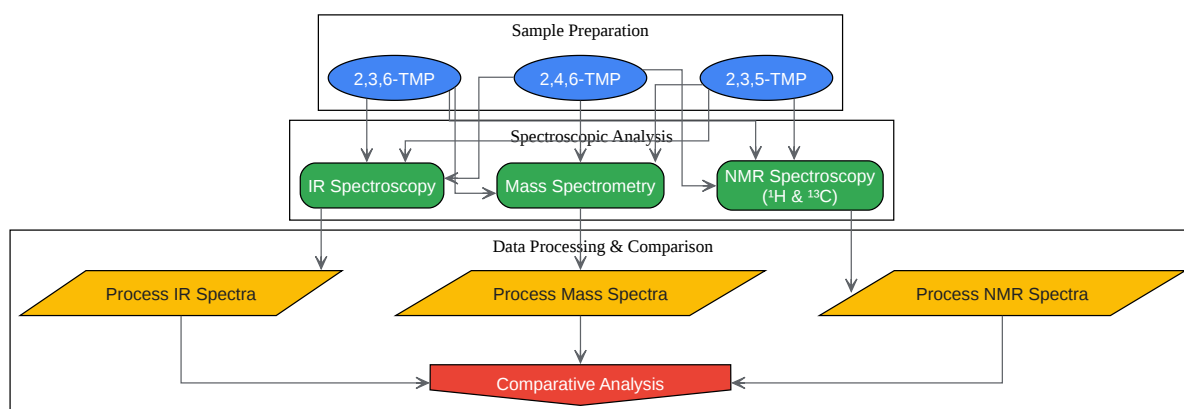 Sample Preparation
2,3,6-TMP
2,4,6-TMP
2,3,5-TMP
Spectroscopic Analysis
IR Spectroscopy
Mass Spectrometry
NMR Spectroscopy
(¹H & ¹³C)
Data Processing & Comparison
Process IR Spectra
Process Mass Spectra
Process NMR Spectra
Comparative Analysis